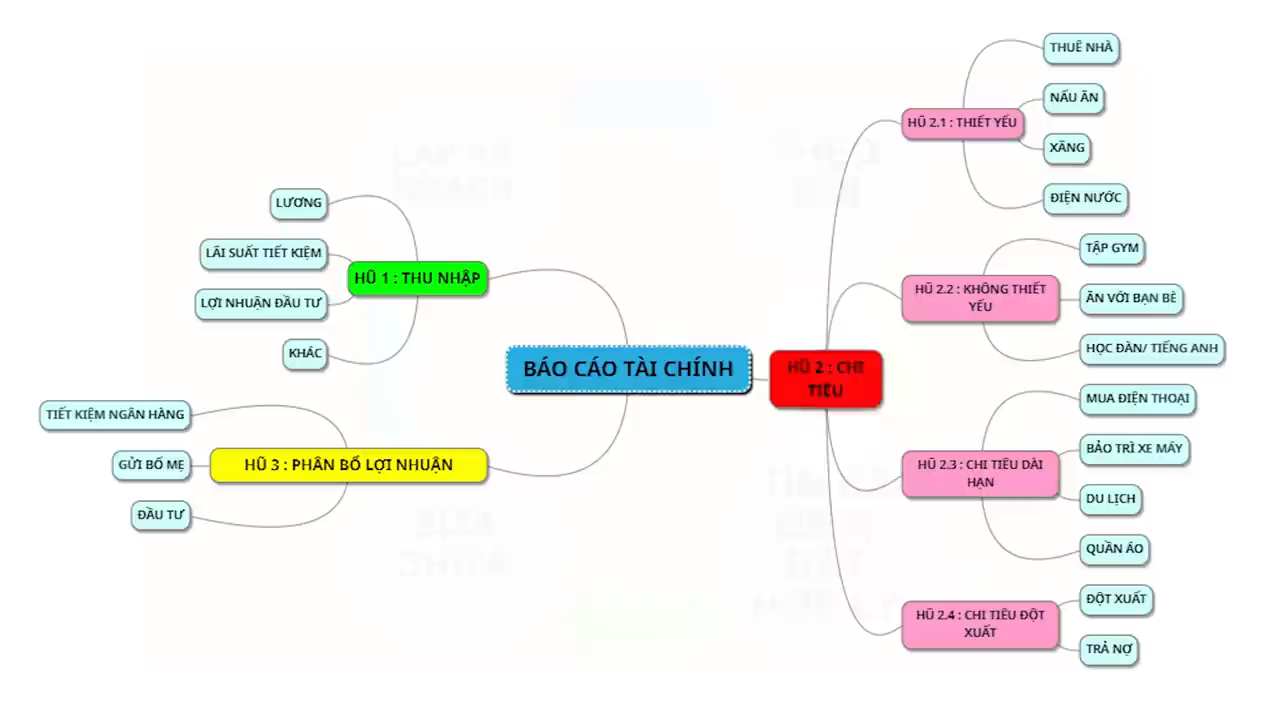 BÁO CÁO TÀI CHÍNH
HŨ 1 : THU NHẬP
LƯƠNG
LÃI SUẤT TIẾT KIỆM
LỢI NHUẬN ĐẦU TƯ
KHÁC
HŨ 2 : CHI
TIÊU
HŨ 2.1 : THIẾT YẾU
THUÊ NHÀ
NẤU ĂN
XĂNG
ĐIỆN NƯỚC
HŨ 2.2 : KHÔNG THIẾT
YẾU
TẬP GYM
ĂN VỚI BẠN BÈ
HỌC ĐÀN/ TIẾNG ANH
HŨ 2.3 : CHI TIÊU DÀI
HẠN
MUA ĐIỆN THOẠI
BẢO TRÌ XE MÁY
DU LỊCH
QUẦN ÁO
HŨ 2.4 : CHI TIÊU ĐỘT
XUẤT
ĐỘT XUẤT
TRẢ NỢ
HŨ 3 : PHÂN BỔ LỢI NHUẬN
TIẾT KIỆM NGÂN HÀNG
GỬI BỐ MẸ
ĐẦU TƯ